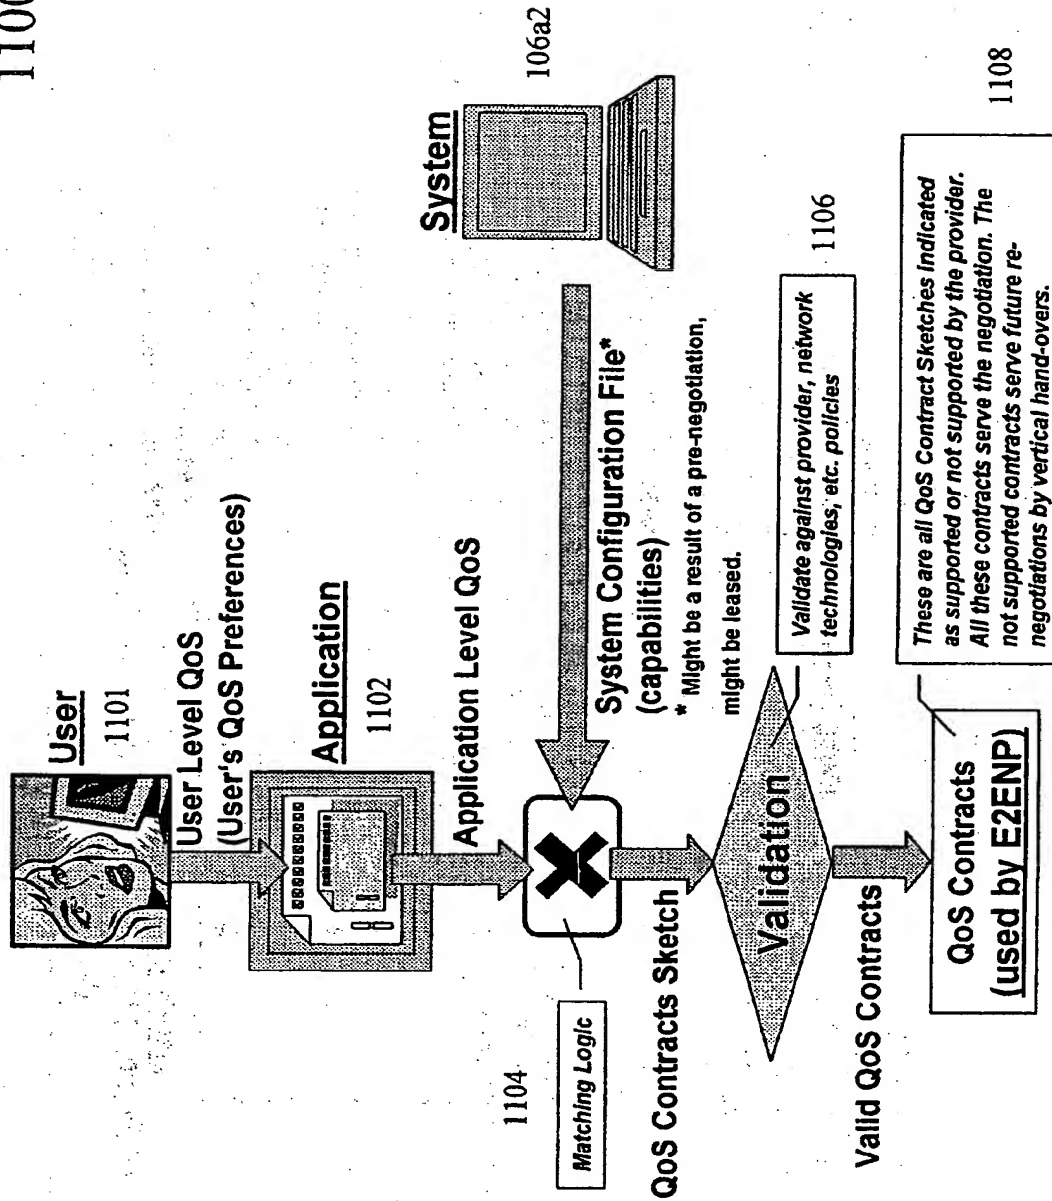 1100
User
1101
User Level QoS
(User's QoS Preferences)
Application
1102
Application Level QoS
System
106a2
System Configuration File*
(capabilities)
* Might be a result of a pre-negotiation,
might be leased.
1104
Matching Logic
QoS Contracts Sketch
Validation
1106
Validate against provider, network
technologies, etc. policies
Valid QoS Contracts
QoS Contracts
(used by E2ENP)
1108
These are all QoS Contract Sketches indicated
as supported or not supported by the provider.
All these contracts serve the negotiation. The
not supported contracts serve future re-
negotiations by vertical hand-overs.